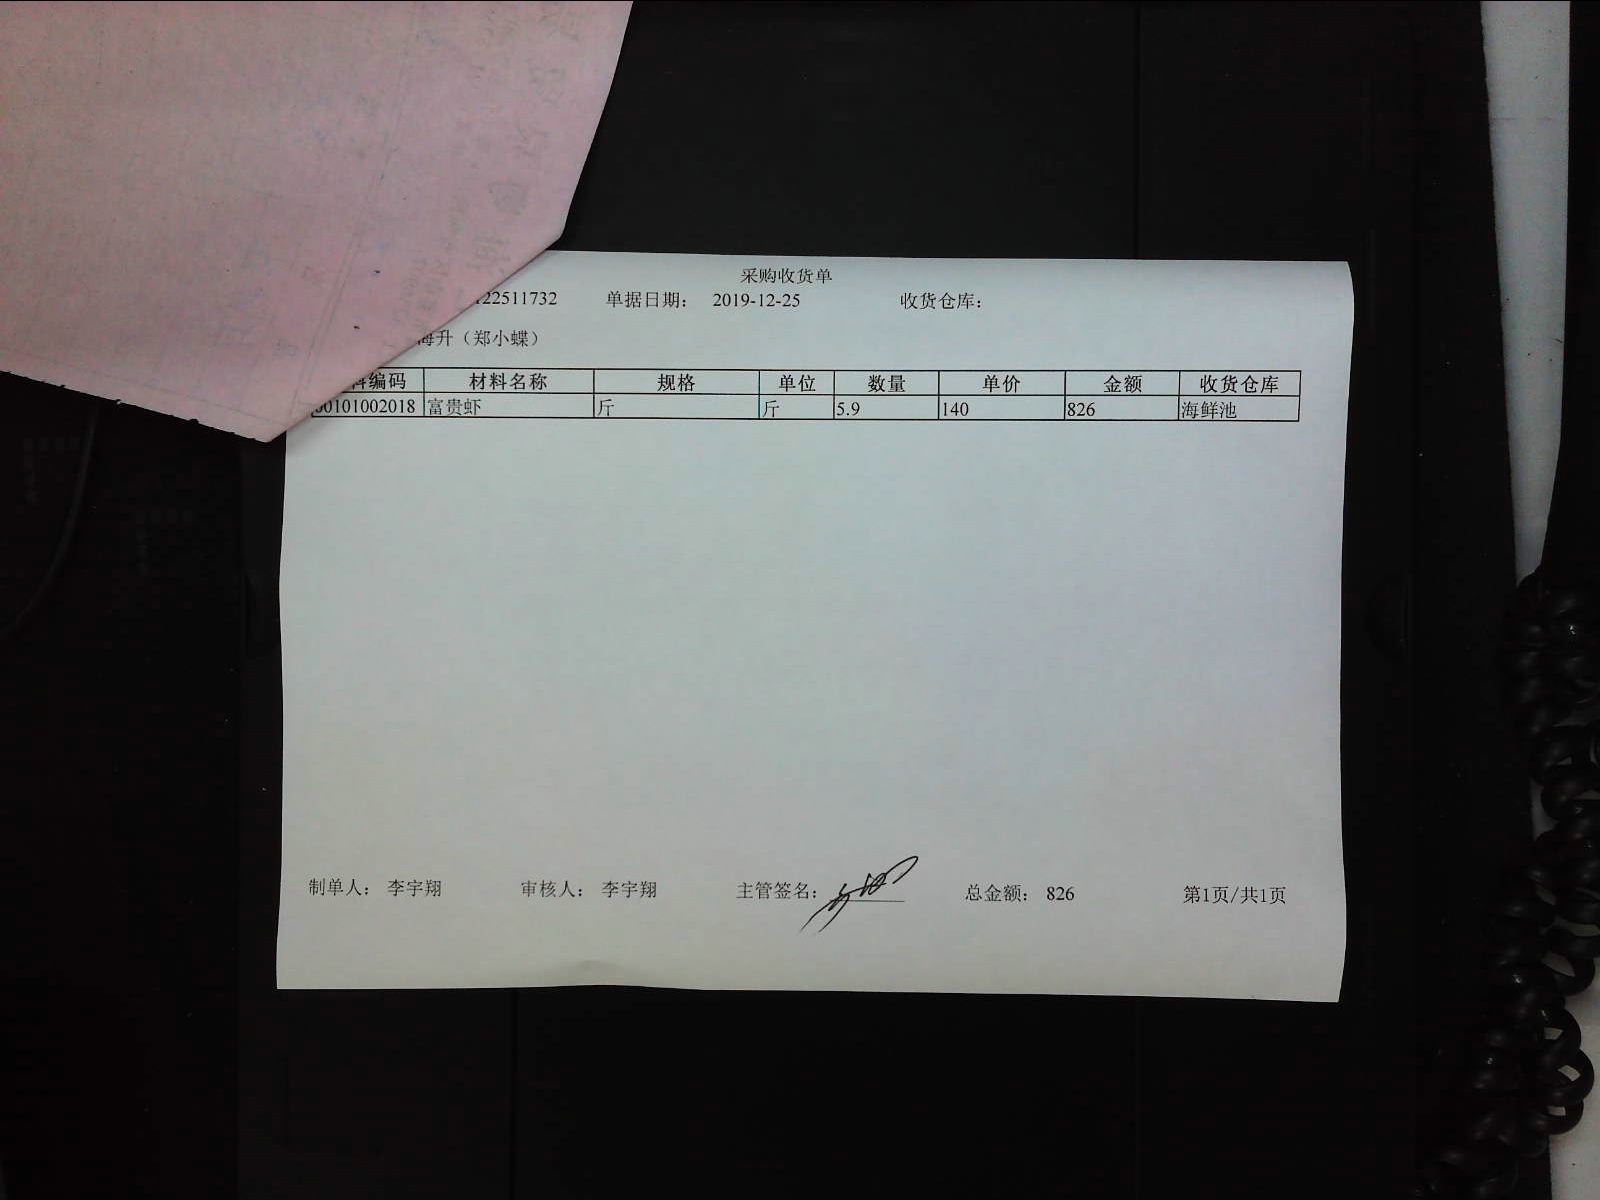 采购收货单
122511732 单据日期: 2019-12-25 收货仓库:
海升（郑小蝶）
料编码 材料名称 规格 单位 数量 单价 金额 收货仓库
00101002018 富贵虾 斤 斤 5.9 140 826 海鲜池
制单人: 李宇翔 审核人: 李宇翔 主管签名: 总金额: 826 第1页/共1页